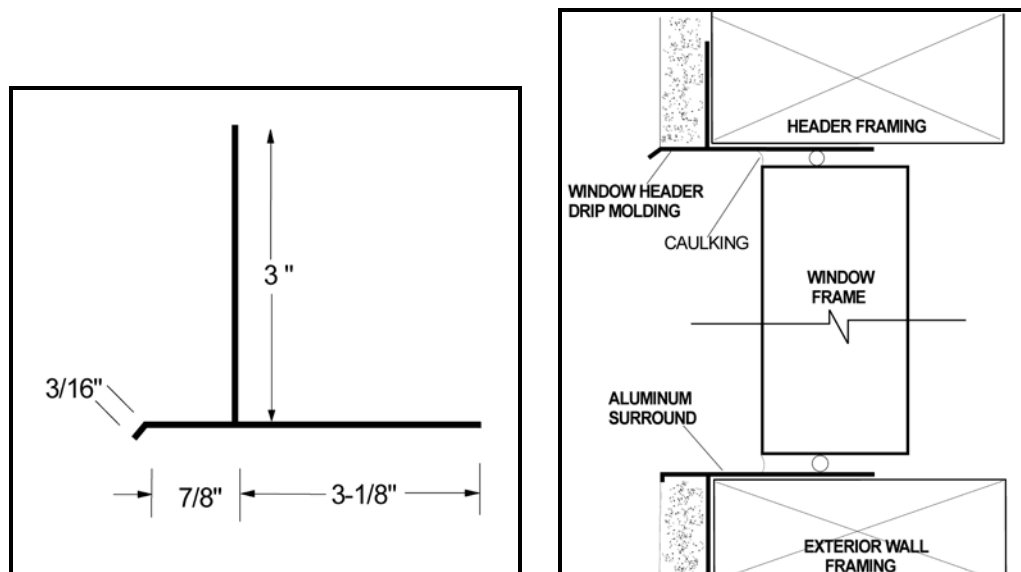 3 "
3/16"
7/8"
3-1/8"
HEADER FRAMING
WINDOW HEADER
DRIP MOLDING
CAULKING
WINDOW
FRAME
ALUMINUM
SURROUND
EXTERIOR WALL
FRAMING